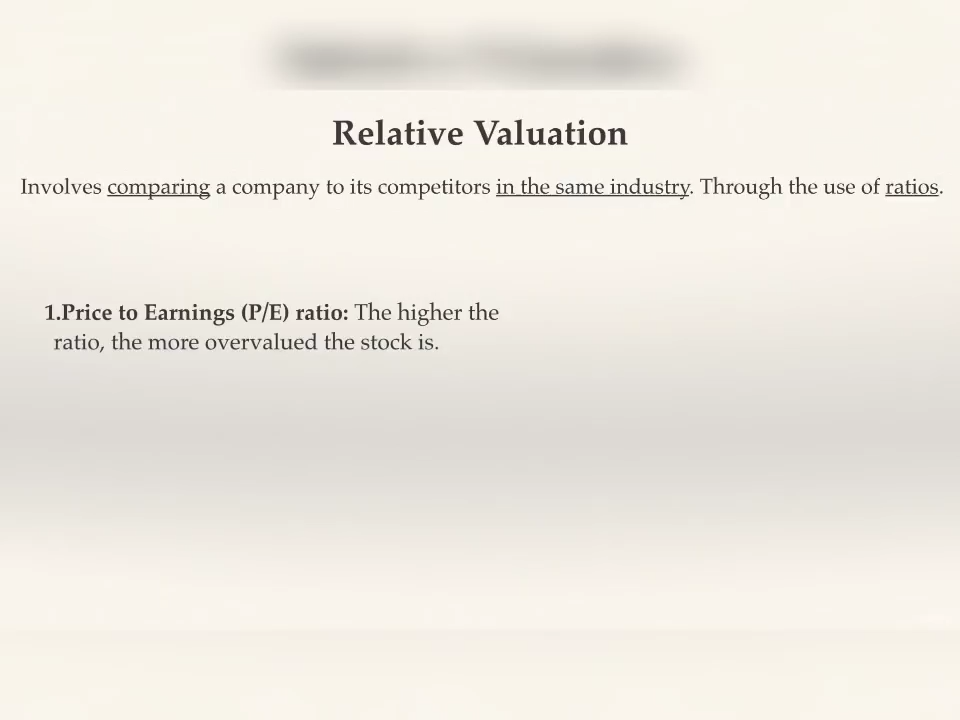 Relative Valuation
Involves comparing a company to its competitors in the same industry. Through the use of ratios.
1.Price to Earnings (P/E) ratio: The higher the
ratio, the more overvalued the stock is.